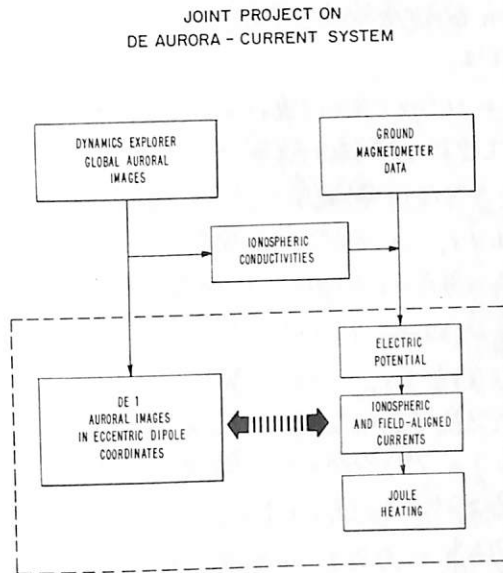 JOINT PROJECT ON
DE AURORA - CURRENT SYSTEM
DYNAMICS EXPLORER
GLOBAL AURORAL
IMAGES
GROUND
MAGNETOMETER
DATA
IONOSPHERIC
CONDUCTIVITIES
ELECTRIC
POTENTIAL
DE 1
AURORAL IMAGES
IN ECCENTRIC DIPOLE
COORDINATES
IONOSPHERIC
AND FIELD-ALIGNED
CURRENTS
JOULE
HEATING